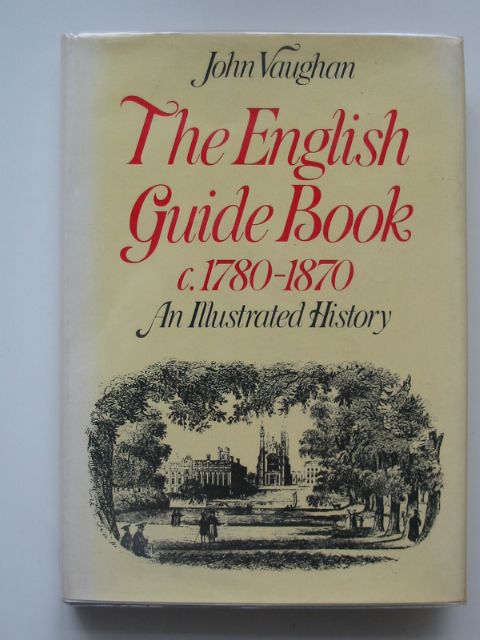 John Vaughan
The English
Guide Book
c.1780-1870
An Illustrated History